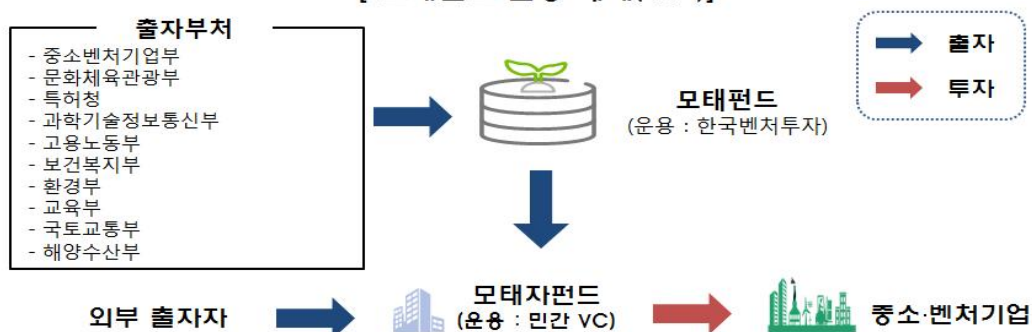 출자부처
- 중소벤처기업부
- 문화체육관광부
- 특허청
- 과학기술정보통신부
- 고용노동부
- 보건복지부
- 환경부
- 교육부
- 국토교통부
- 해양수산부
모태펀드
(운용 : 한국벤처투자)
출자
투자
외부 출자자
모태자펀드
(운용 : 민간 VC)
중소·벤처기업